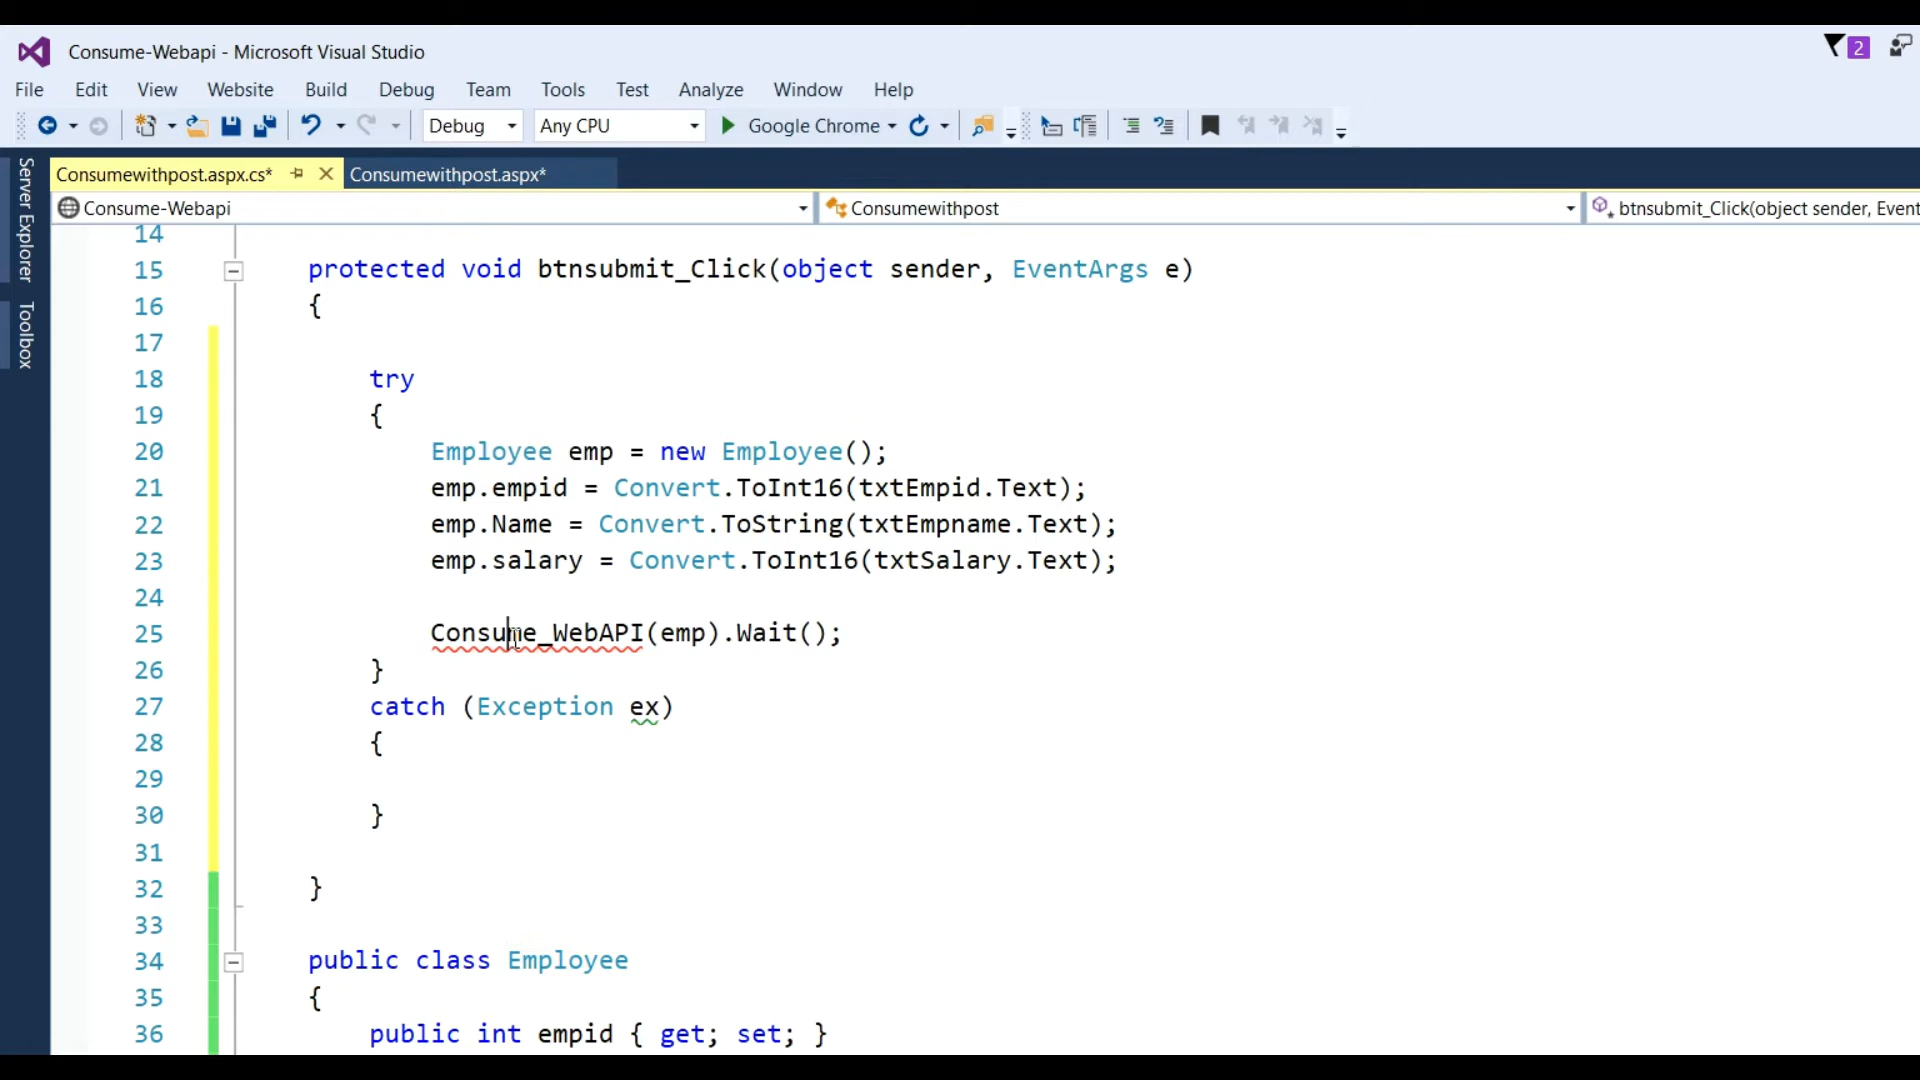 Consume-Webapi - Microsoft Visual Studio
2
File Edit View Website Build Debug Team Tools Test Analyze Window Help
Debug Any CPU Google Chrome
Server Explorer
Toolbox
Consumewithpost.aspx.cs* Consumewithpost.aspx*
Consume-Webapi Consumewithpost btnsubmit_Click(object sender, Event
14
15 protected void btnsubmit_Click(object sender, EventArgs e)
16 {
17
18 try
19 {
20 Employee emp = new Employee();
21 emp.empid = Convert.ToInt16(txtEmpid.Text);
22 emp.Name = Convert.ToString(txtEmpname.Text);
23 emp.salary = Convert.ToInt16(txtSalary.Text);
24
25 Consume_WebAPI(emp).Wait();
26 }
27 catch (Exception ex)
28 {
29
30 }
31
32 }
33
34 public class Employee
35 {
36 public int empid { get; set; }